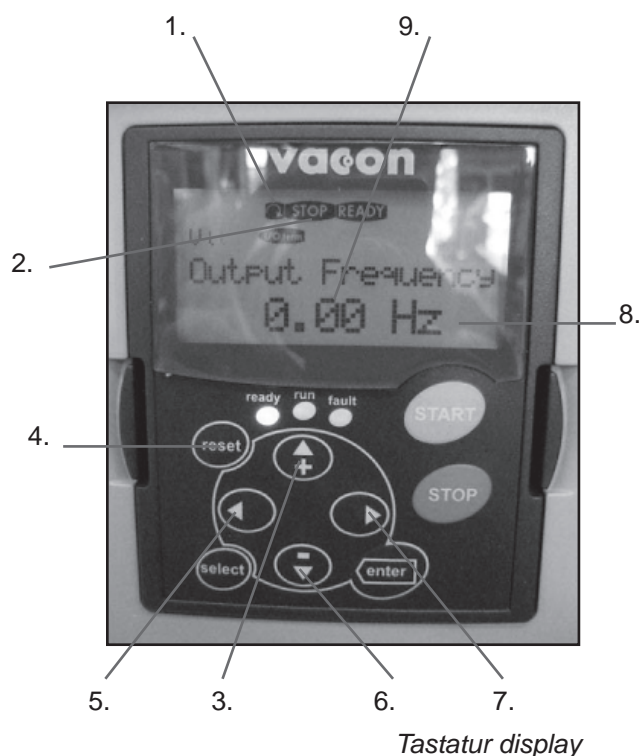 1.
9.
vacon
STOP READY
I/O term
2.
Output Frequency
0.00 Hz
8.
ready run fault
START
4.
reset
+
STOP
-
select
enter
5.
3.
6.
7.
Tastatur display